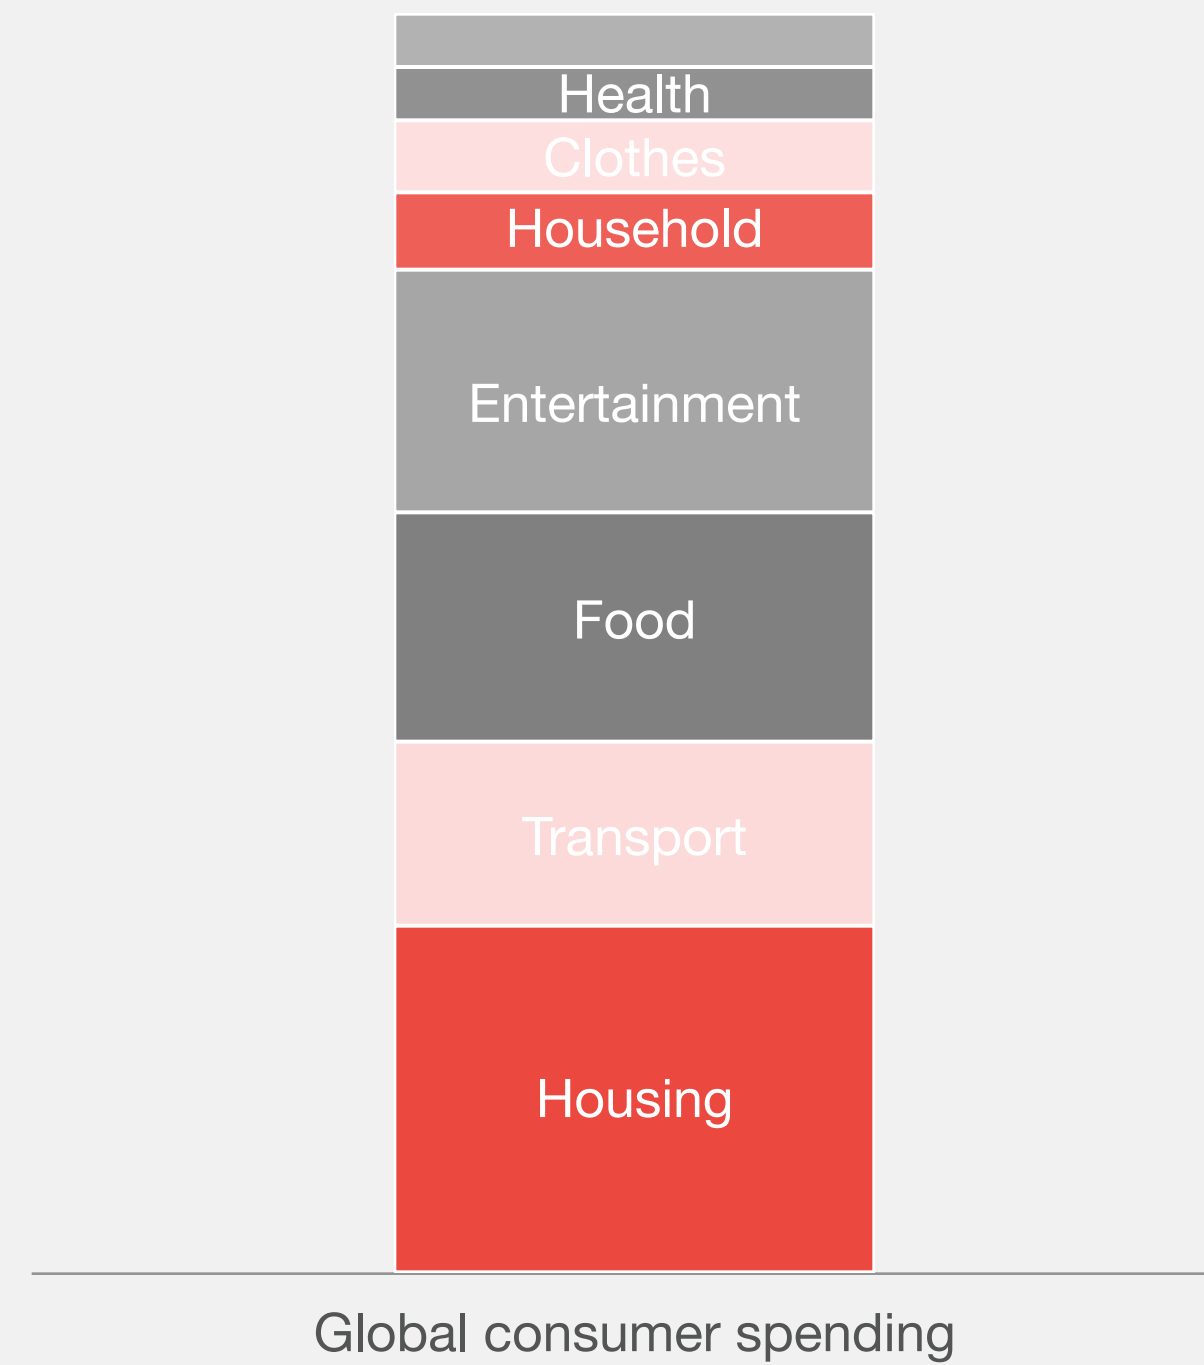 Health
Clothes
Household
Entertainment
Food
Transport
Housing
Global consumer spending